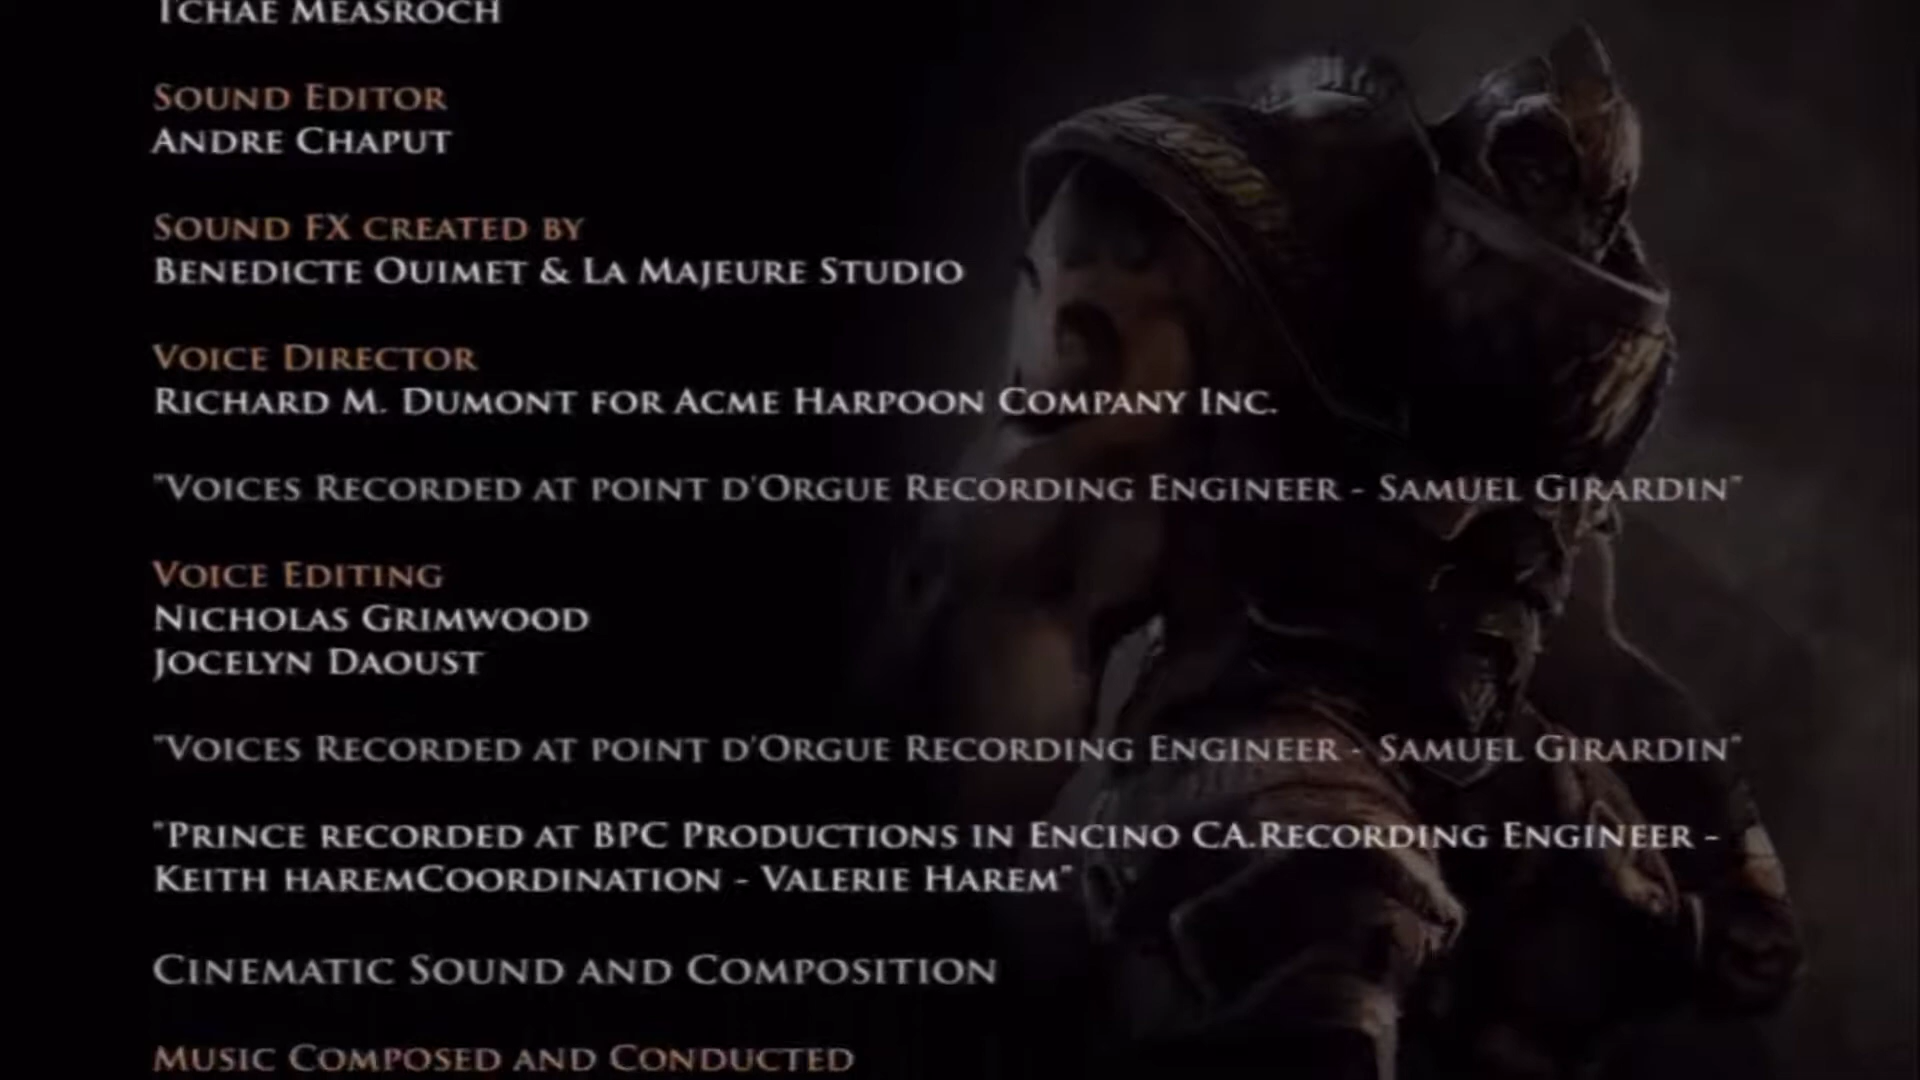 Tchae Measroch
Sound Editor
Andre Chaput
Sound FX created by
Benedicte Ouimet & La Majeure Studio
Voice Director
Richard M. Dumont for Acme Harpoon Company Inc.
"Voices Recorded at point d'Orgue Recording Engineer - Samuel Girardin"
Voice Editing
Nicholas Grimwood
Jocelyn Daoust
"Voices Recorded at point d'Orgue Recording Engineer - Samuel Girardin"
"Prince recorded at BPC Productions in Encino CA.Recording Engineer -
Keith haremCoordination - Valerie Harem"
Cinematic Sound and Composition
Music Composed and Conducted